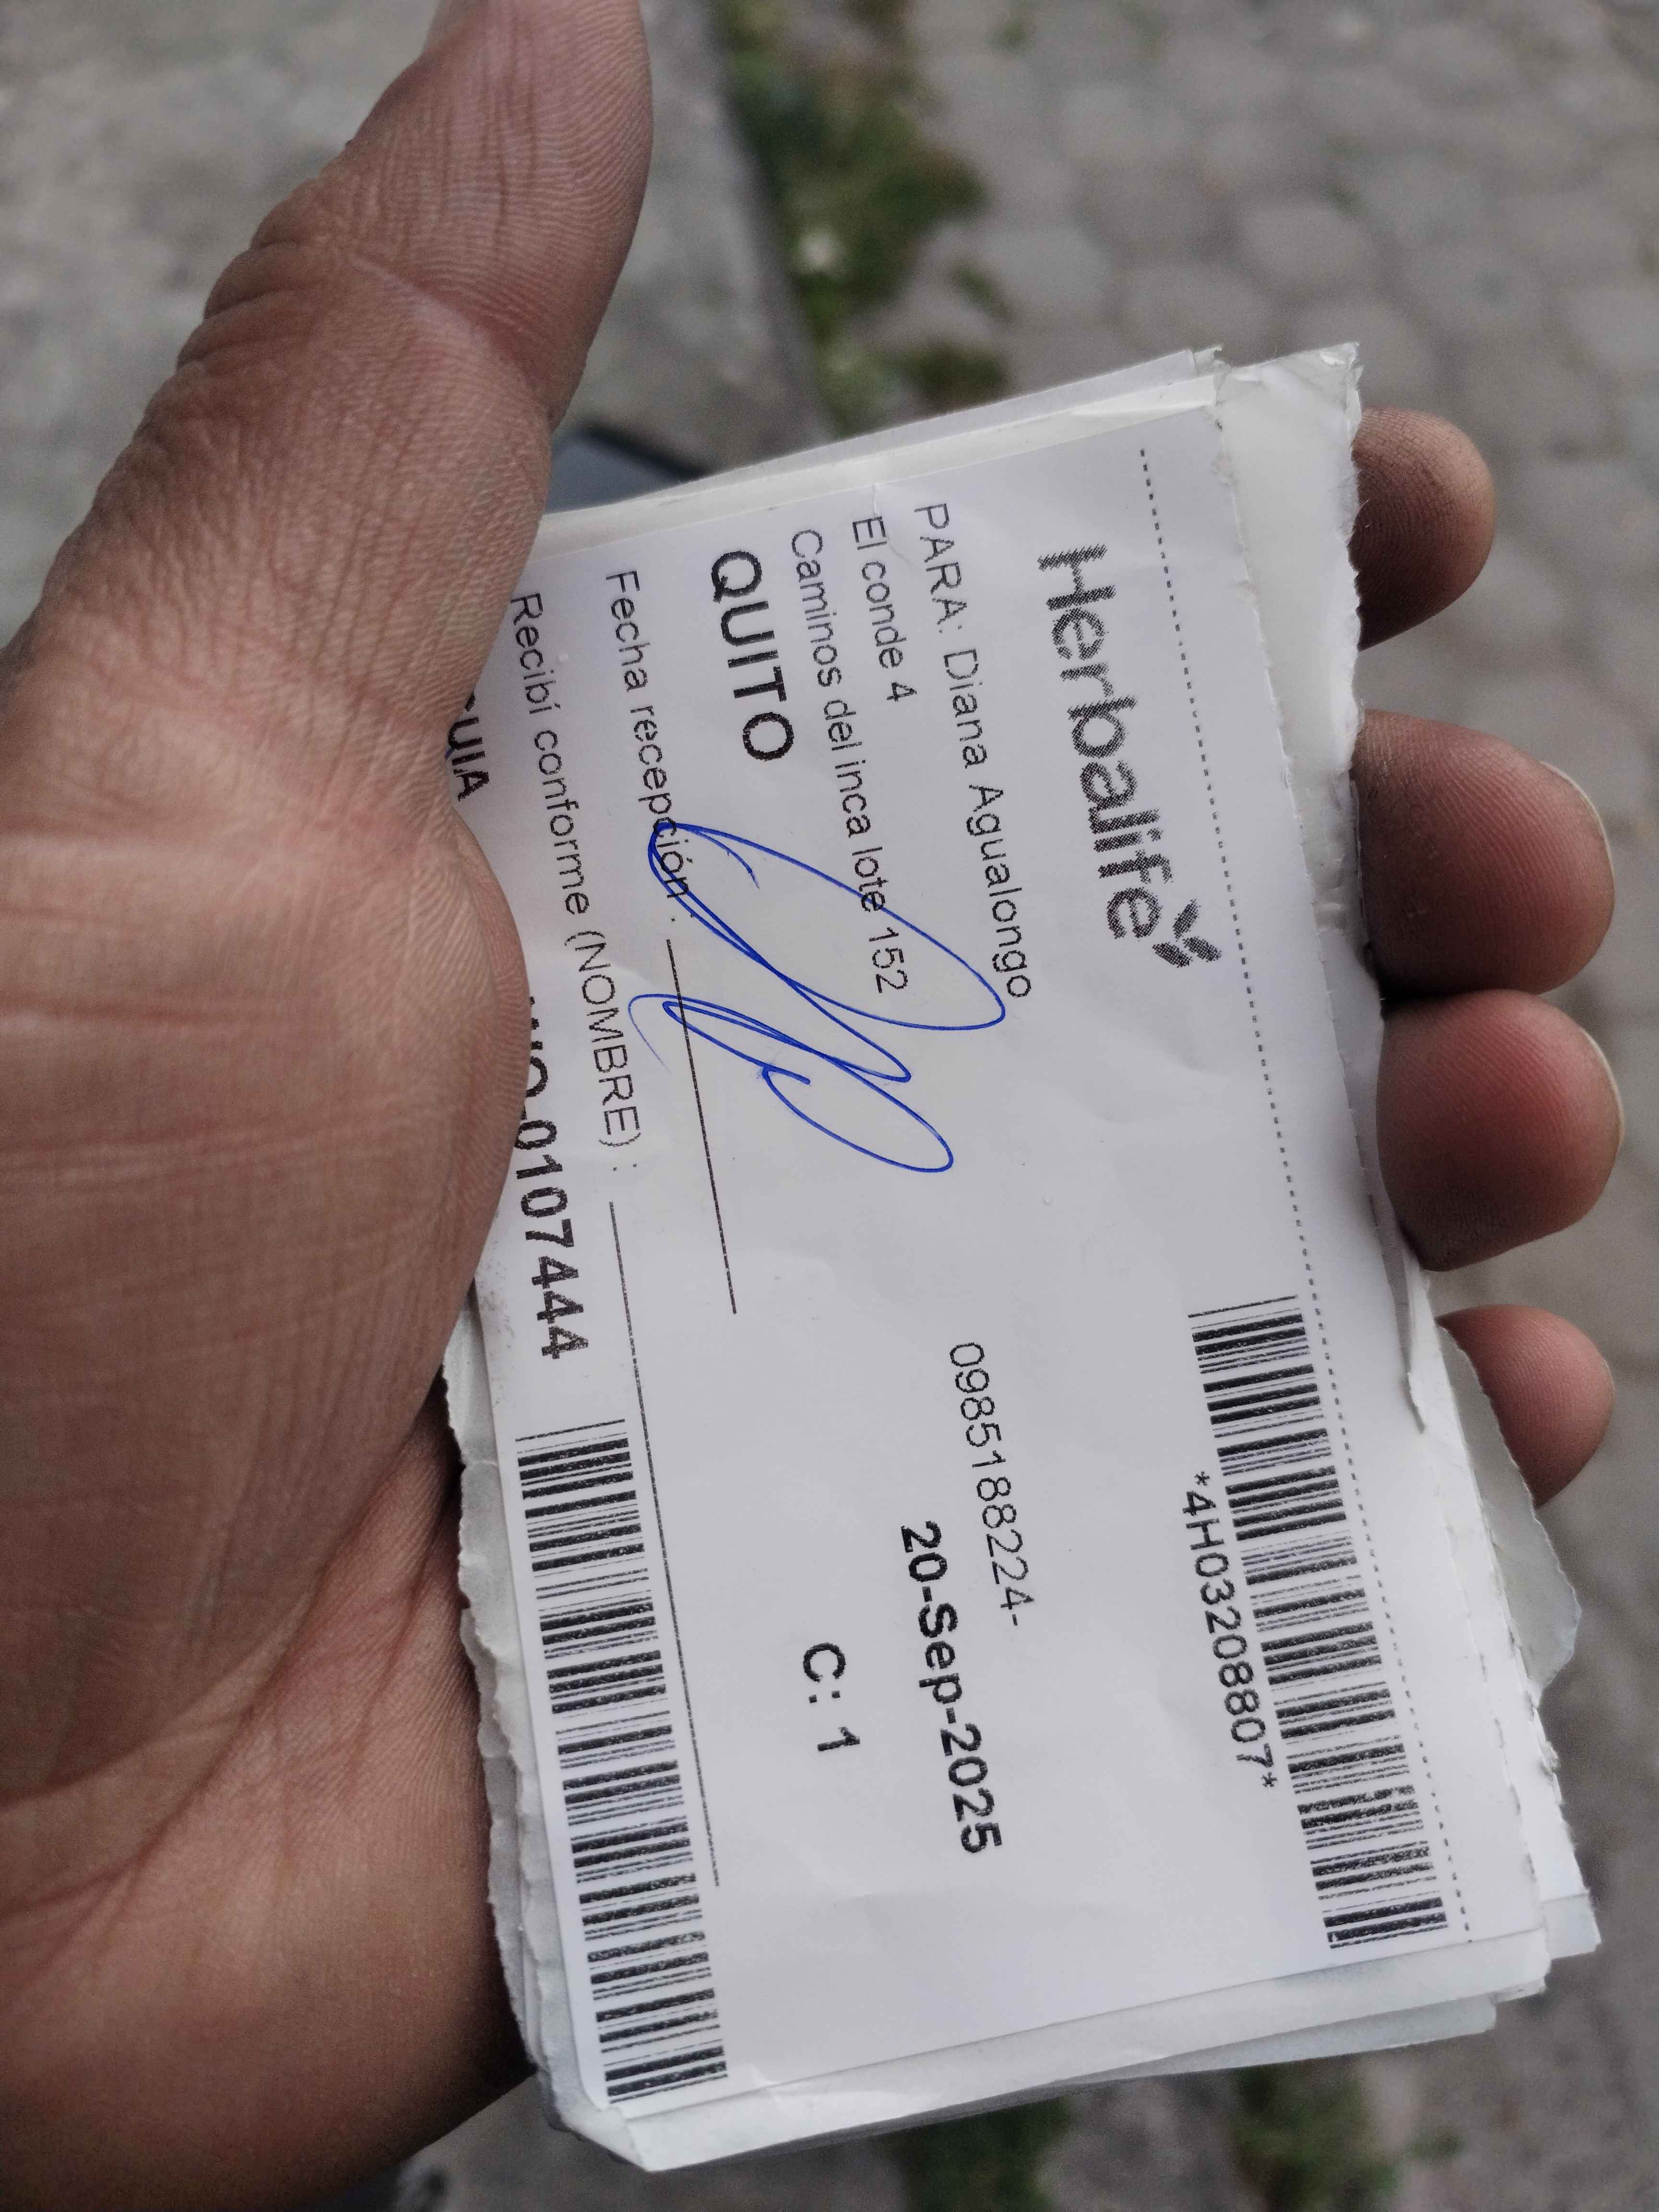 Herbalife
*4H03208807*
PARA: Diana Agualongo
0985188224-
El conde 4
20-Sep-2025
Caminos del inca lote 152
QUITO
C: 1
Fecha recepción :
Recibí conforme (NOMBRE) :
0107444